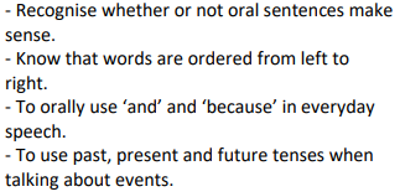 - Recognise whether or not oral sentences make
sense.
- Know that words are ordered from left to
right.
- To orally use ‘and’ and ‘because’ in everyday
speech.
- To use past, present and future tenses when
talking about events.